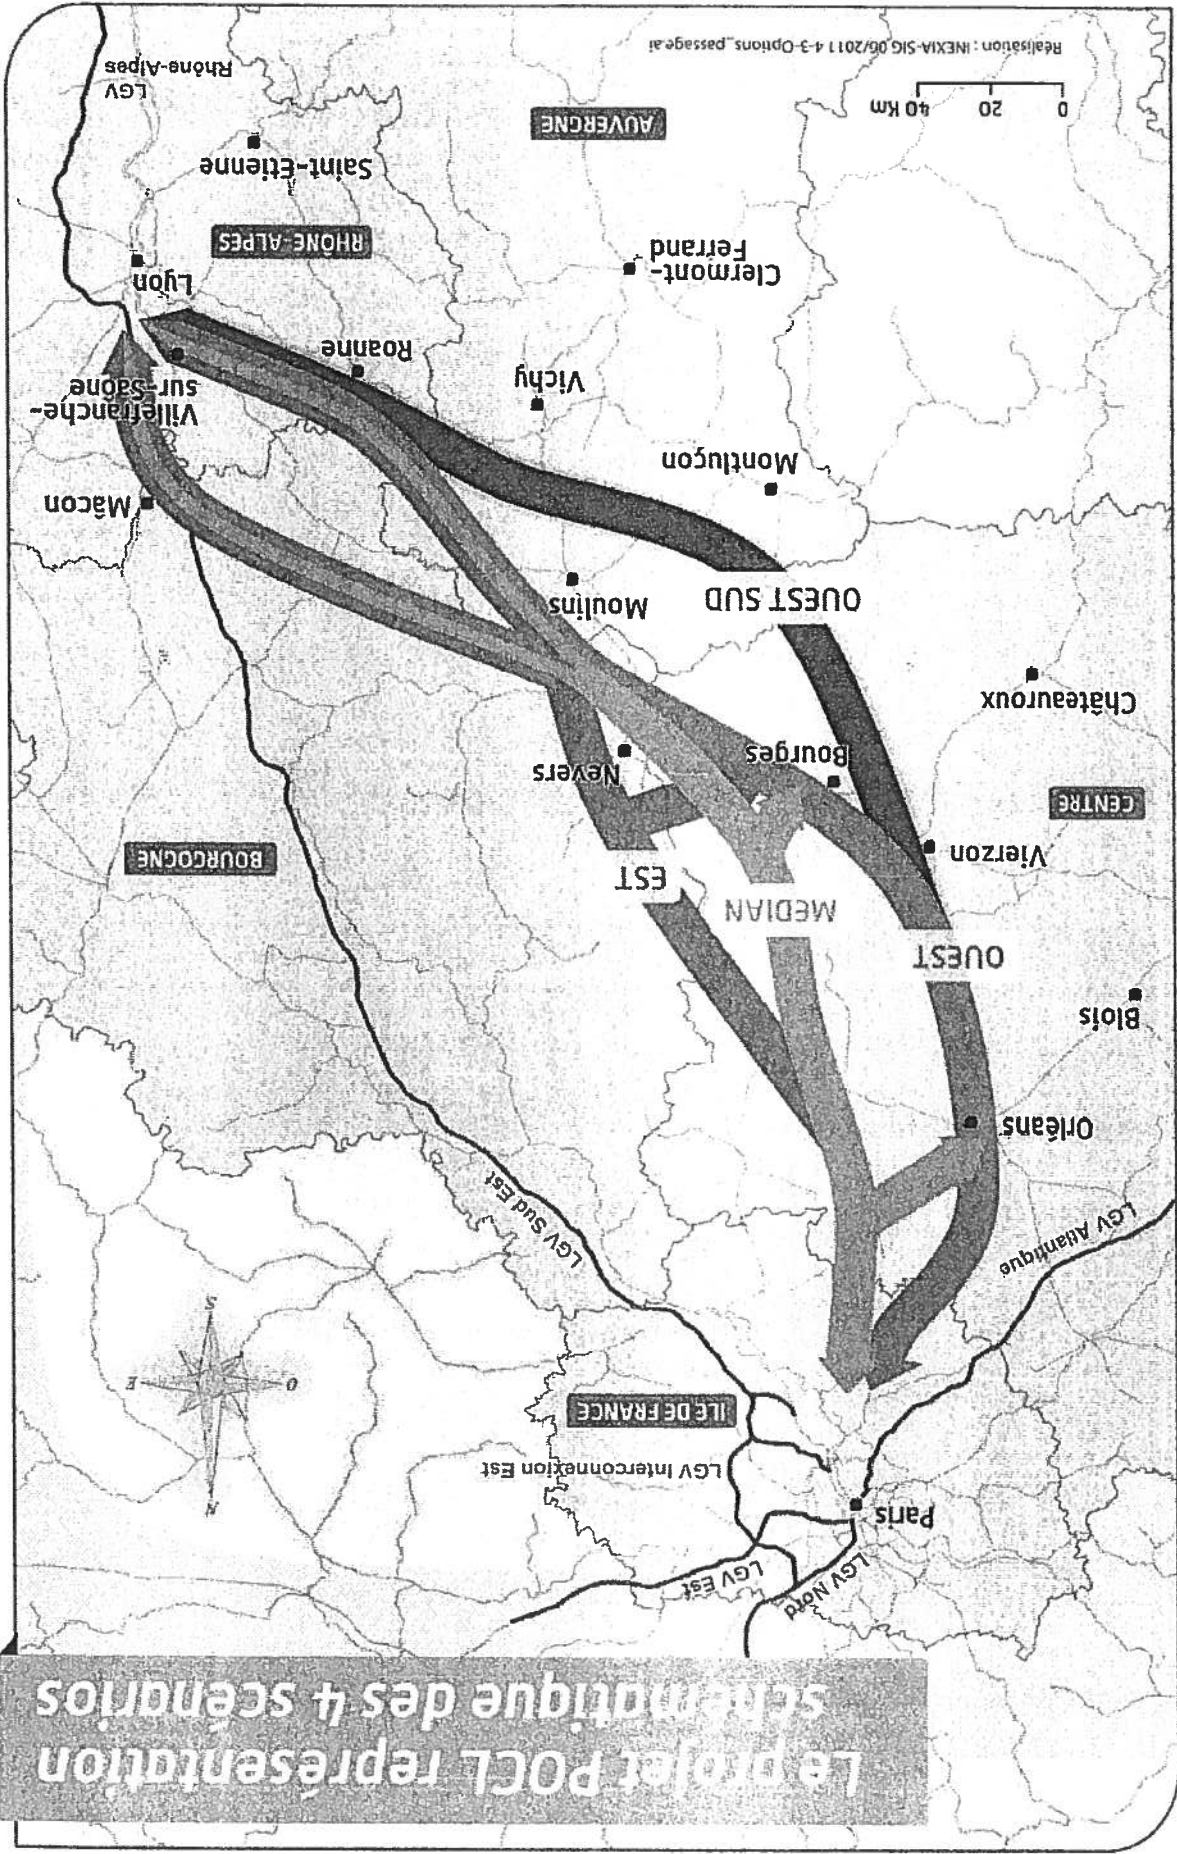 Le projet POCL représentation
schématique des 4 scénarios
LGV Nord
LGV Est
Paris
LGV Interconnexion Est
ILE DE FRANCE
N
O
E
S
LGV Atlantique
LGV Sud Est
Orléans
Blois
OUEST
MEDIAN
EST
Vierzon
BOURGOGNE
CENTRE
Bourges
Nevers
Châteauroux
OUEST SUD
Moulins
Mâcon
Montluçon
Villefranche-
sur-Saône
Vichy
Roanne
Lyon
Clermont-
Ferrand
RHÔNE-ALPES
Saint-Etienne
AUVERGNE
LGV
Rhône-Alpes
0 20 40 Km
Réalisation : INEXIA-SIG 06/2011 4-3-Options_passage.ai